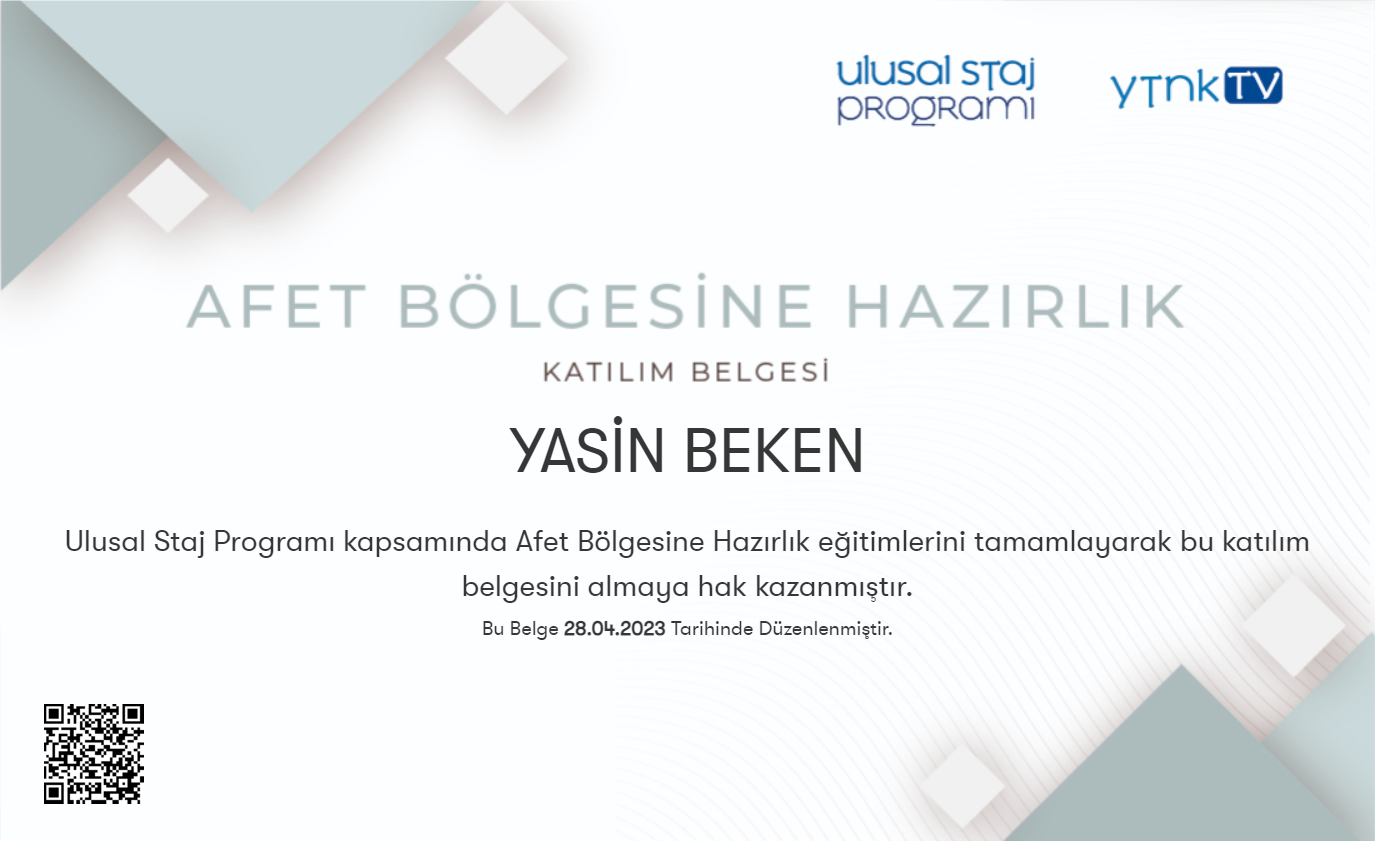 ulusal staj
programı
ytnk TV
AFET BÖLGESİNE HAZIRLIK
KATILIM BELGESİ
YASİN BEKEN
Ulusal Staj Programı kapsamında Afet Bölgesine Hazırlık eğitimlerini tamamlayarak bu katılım
belgesini almaya hak kazanmıştır.
Bu Belge 28.04.2023 Tarihinde Düzenlenmiştir.